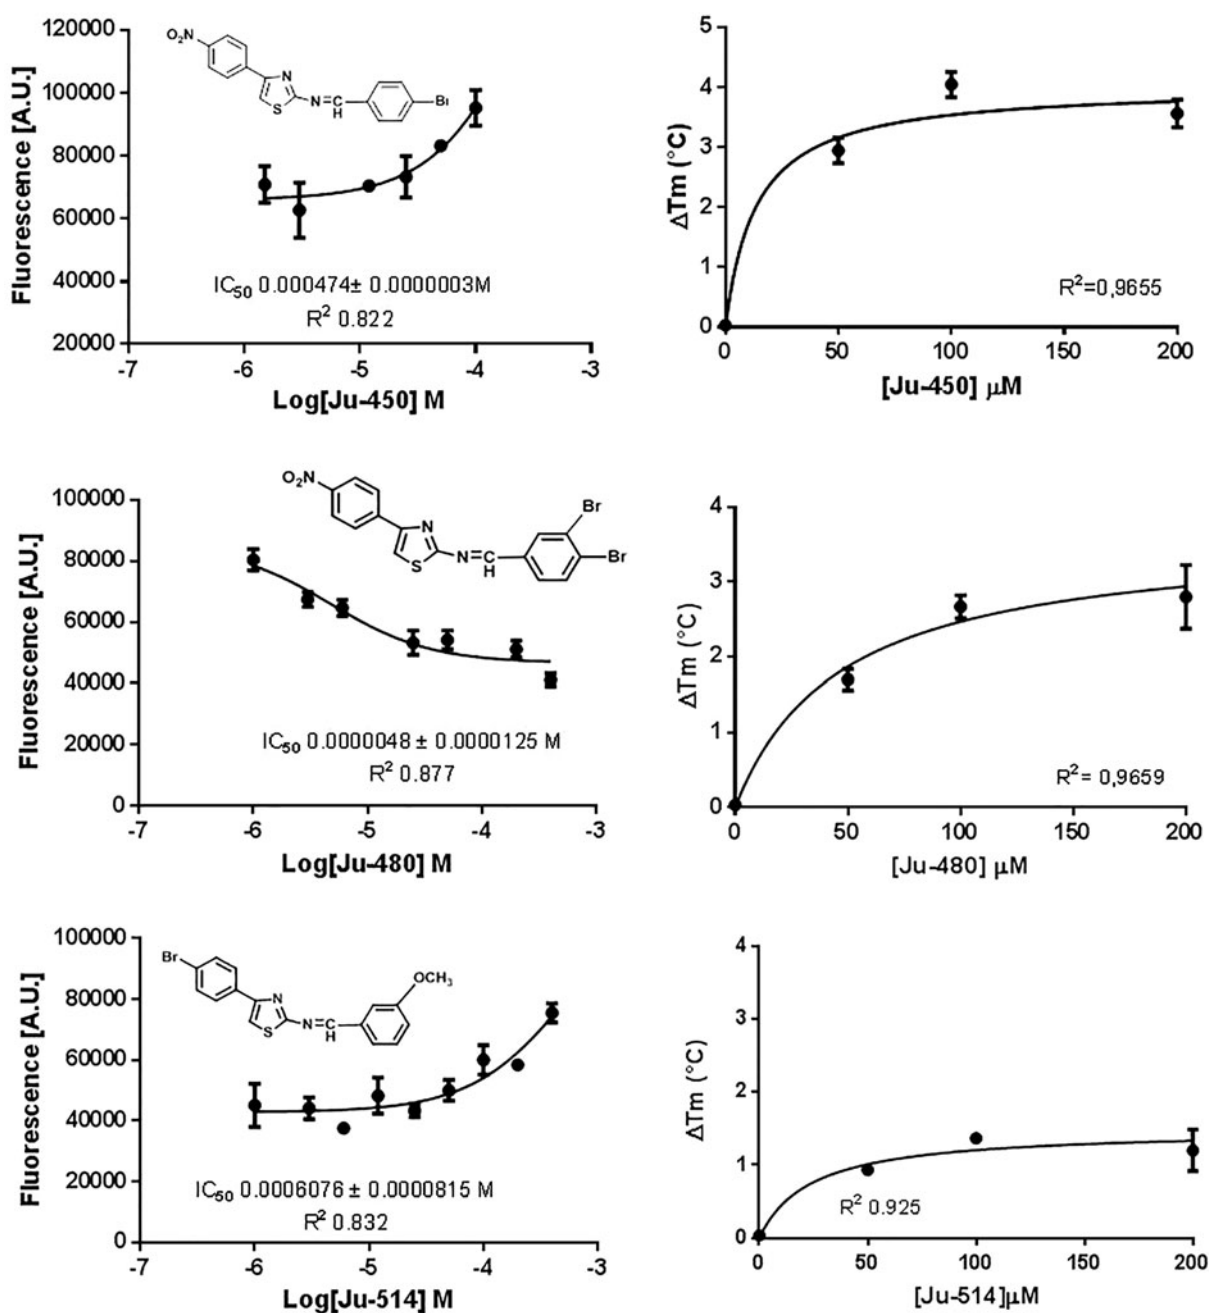 120000
100000
80000
60000
40000
20000
Fluorescence [A.U.]
O₂N
N
S
N=C
H
Br
IC₅₀ 0.000474± 0.0000003M
R² 0.822
-7 -6 -5 -4 -3
Log[Ju-450] M
5
4
3
2
1
0
ΔTm (°C)
R²=0,9655
0 50 100 150 200
[Ju-450] μM
100000
80000
60000
40000
20000
0
Fluorescence [A.U.]
O₂N
N
S
N=C
H
Br
Br
IC₅₀ 0.0000048 ± 0.0000125 M
R² 0.877
-7 -6 -5 -4 -3
Log[Ju-480] M
4
3
2
1
0
ΔTm (°C)
R²= 0,9659
0 50 100 150 200
[Ju-480] μM
100000
80000
60000
40000
20000
0
Fluorescence [A.U.]
Br
N
S
N=C
H
OCH₃
IC₅₀ 0.0006076 ± 0.0000815 M
R² 0.832
-7 -6 -5 -4 -3
Log[Ju-514] M
4
3
2
1
0
ΔTm (°C)
R² 0.925
0 50 100 150 200
[Ju-514]μM